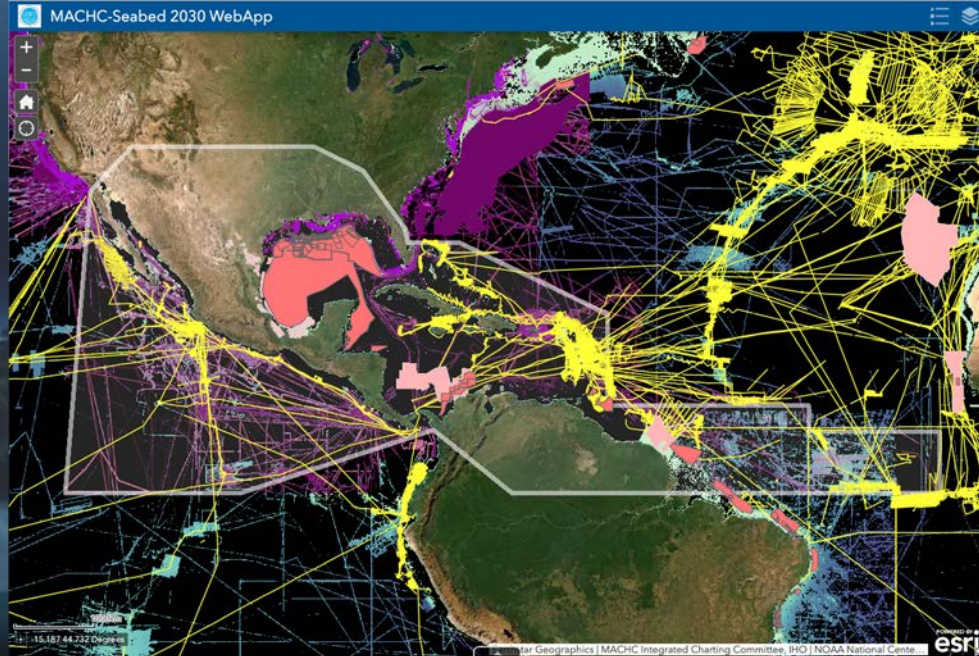 MACHC-Seabed 2030 WebApp
+
−
-15.187 44.732 Degrees
star Geographics | MACHC Integrated Charting Committee, IHO | NOAA National Cente...
POWERED BY
esri